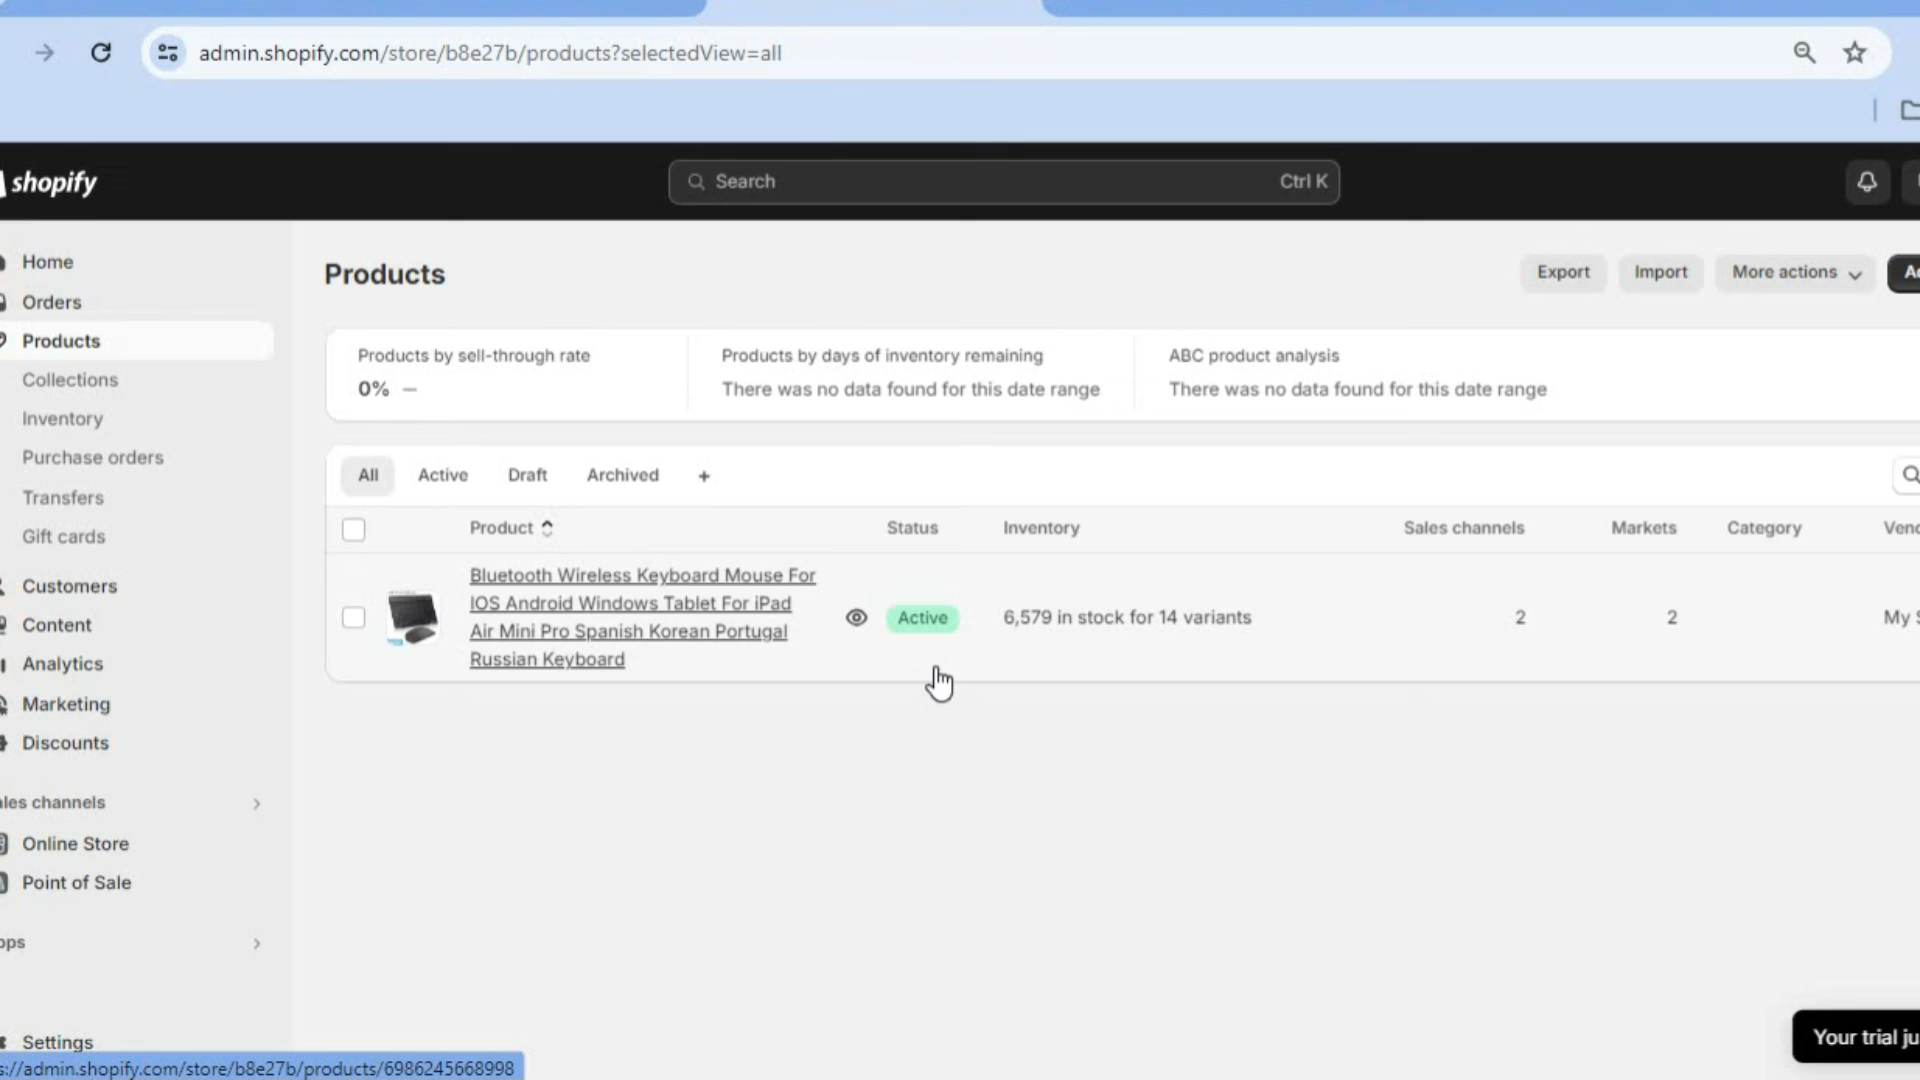 admin.shopify.com/store/b8e27b/products?selectedView=all
shopify
Search
Ctrl K
Home
Orders
Products
Collections
Inventory
Purchase orders
Transfers
Gift cards
Customers
Content
Analytics
Marketing
Discounts
ales channels
Online Store
Point of Sale
pps
Settings
Products
Export
Import
More actions
Products by sell-through rate
0% —
Products by days of inventory remaining
There was no data found for this date range
ABC product analysis
There was no data found for this date range
All
Active
Draft
Archived
+
Product
Status
Inventory
Sales channels
Markets
Category
Bluetooth Wireless Keyboard Mouse For
IOS Android Windows Tablet For iPad
Air Mini Pro Spanish Korean Portugal
Russian Keyboard
Active
6,579 in stock for 14 variants
2
2
My
Your trial ju
s://admin.shopify.com/store/b8e27b/products/6986245668998